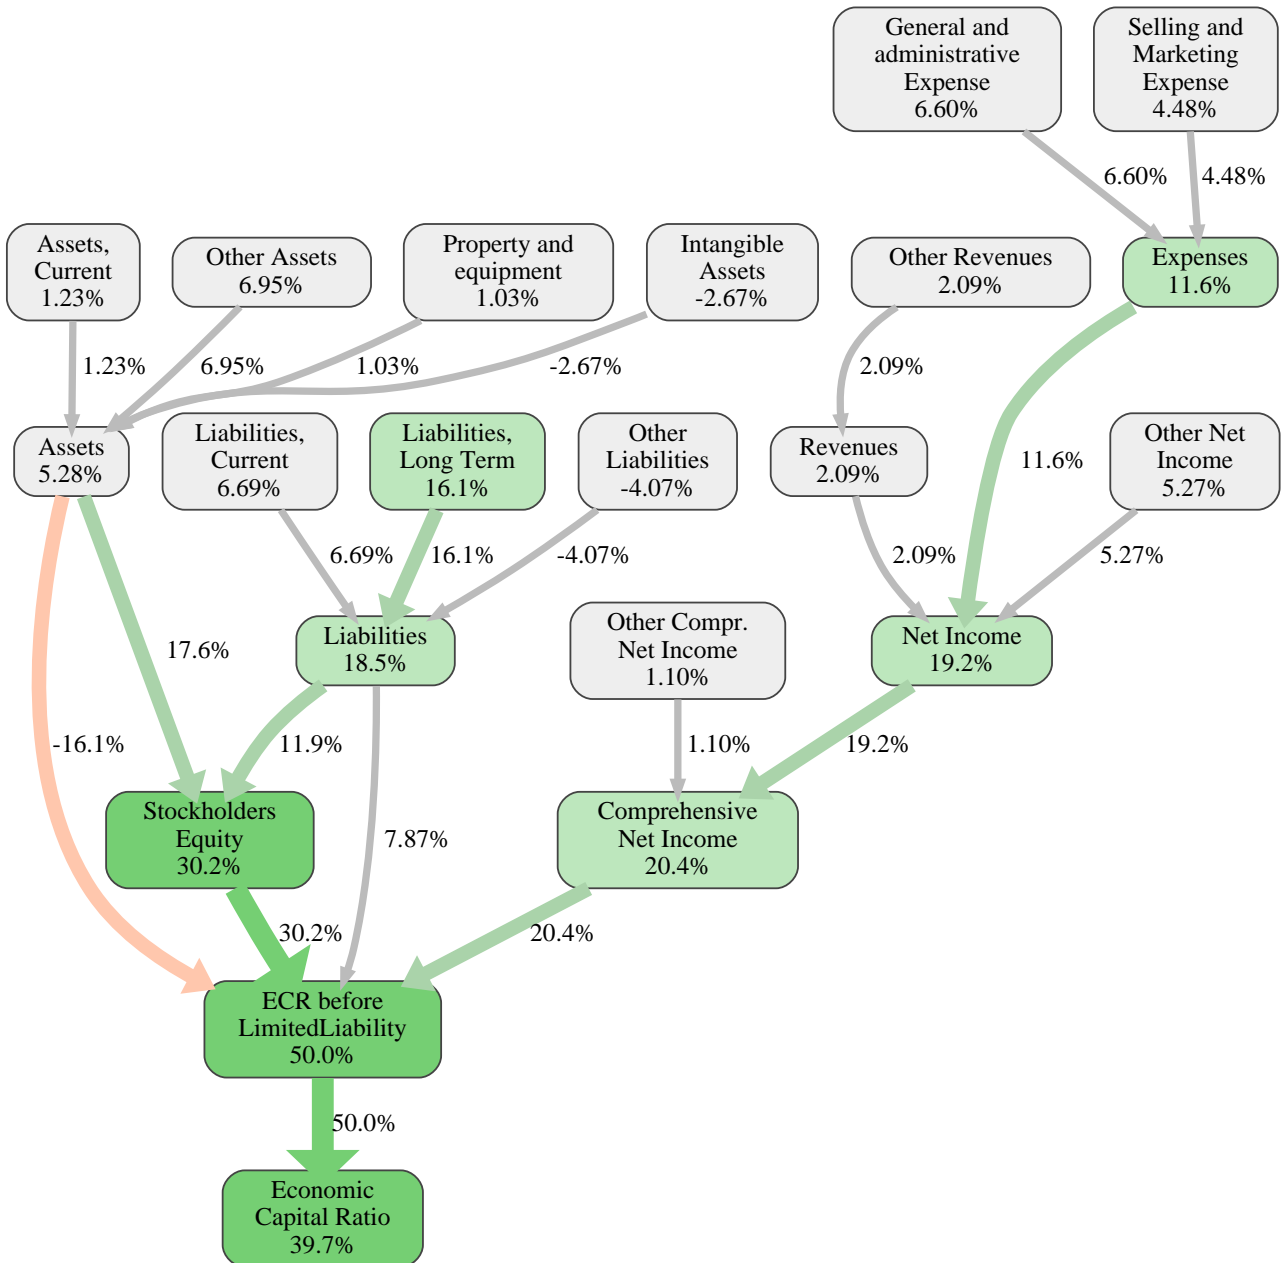 General and
administrative
Expense
6.60%
Selling and
Marketing
Expense
4.48%
6.60%
4.48%
Assets,
Current
1.23%
Other Assets
6.95%
Property and
equipment
1.03%
Intangible
Assets
-2.67%
Other Revenues
2.09%
Expenses
11.6%
1.23%
6.95%
1.03%
-2.67%
2.09%
11.6%
Assets
5.28%
Liabilities,
Current
6.69%
Liabilities,
Long Term
16.1%
Other
Liabilities
-4.07%
Revenues
2.09%
Other Net
Income
5.27%
6.69%
16.1%
-4.07%
2.09%
5.27%
17.6%
Liabilities
18.5%
Other Compr.
Net Income
1.10%
Net Income
19.2%
-16.1%
11.9%
1.10%
19.2%
Stockholders
Equity
30.2%
7.87%
Comprehensive
Net Income
20.4%
30.2%
20.4%
ECR before
LimitedLiability
50.0%
50.0%
Economic
Capital Ratio
39.7%